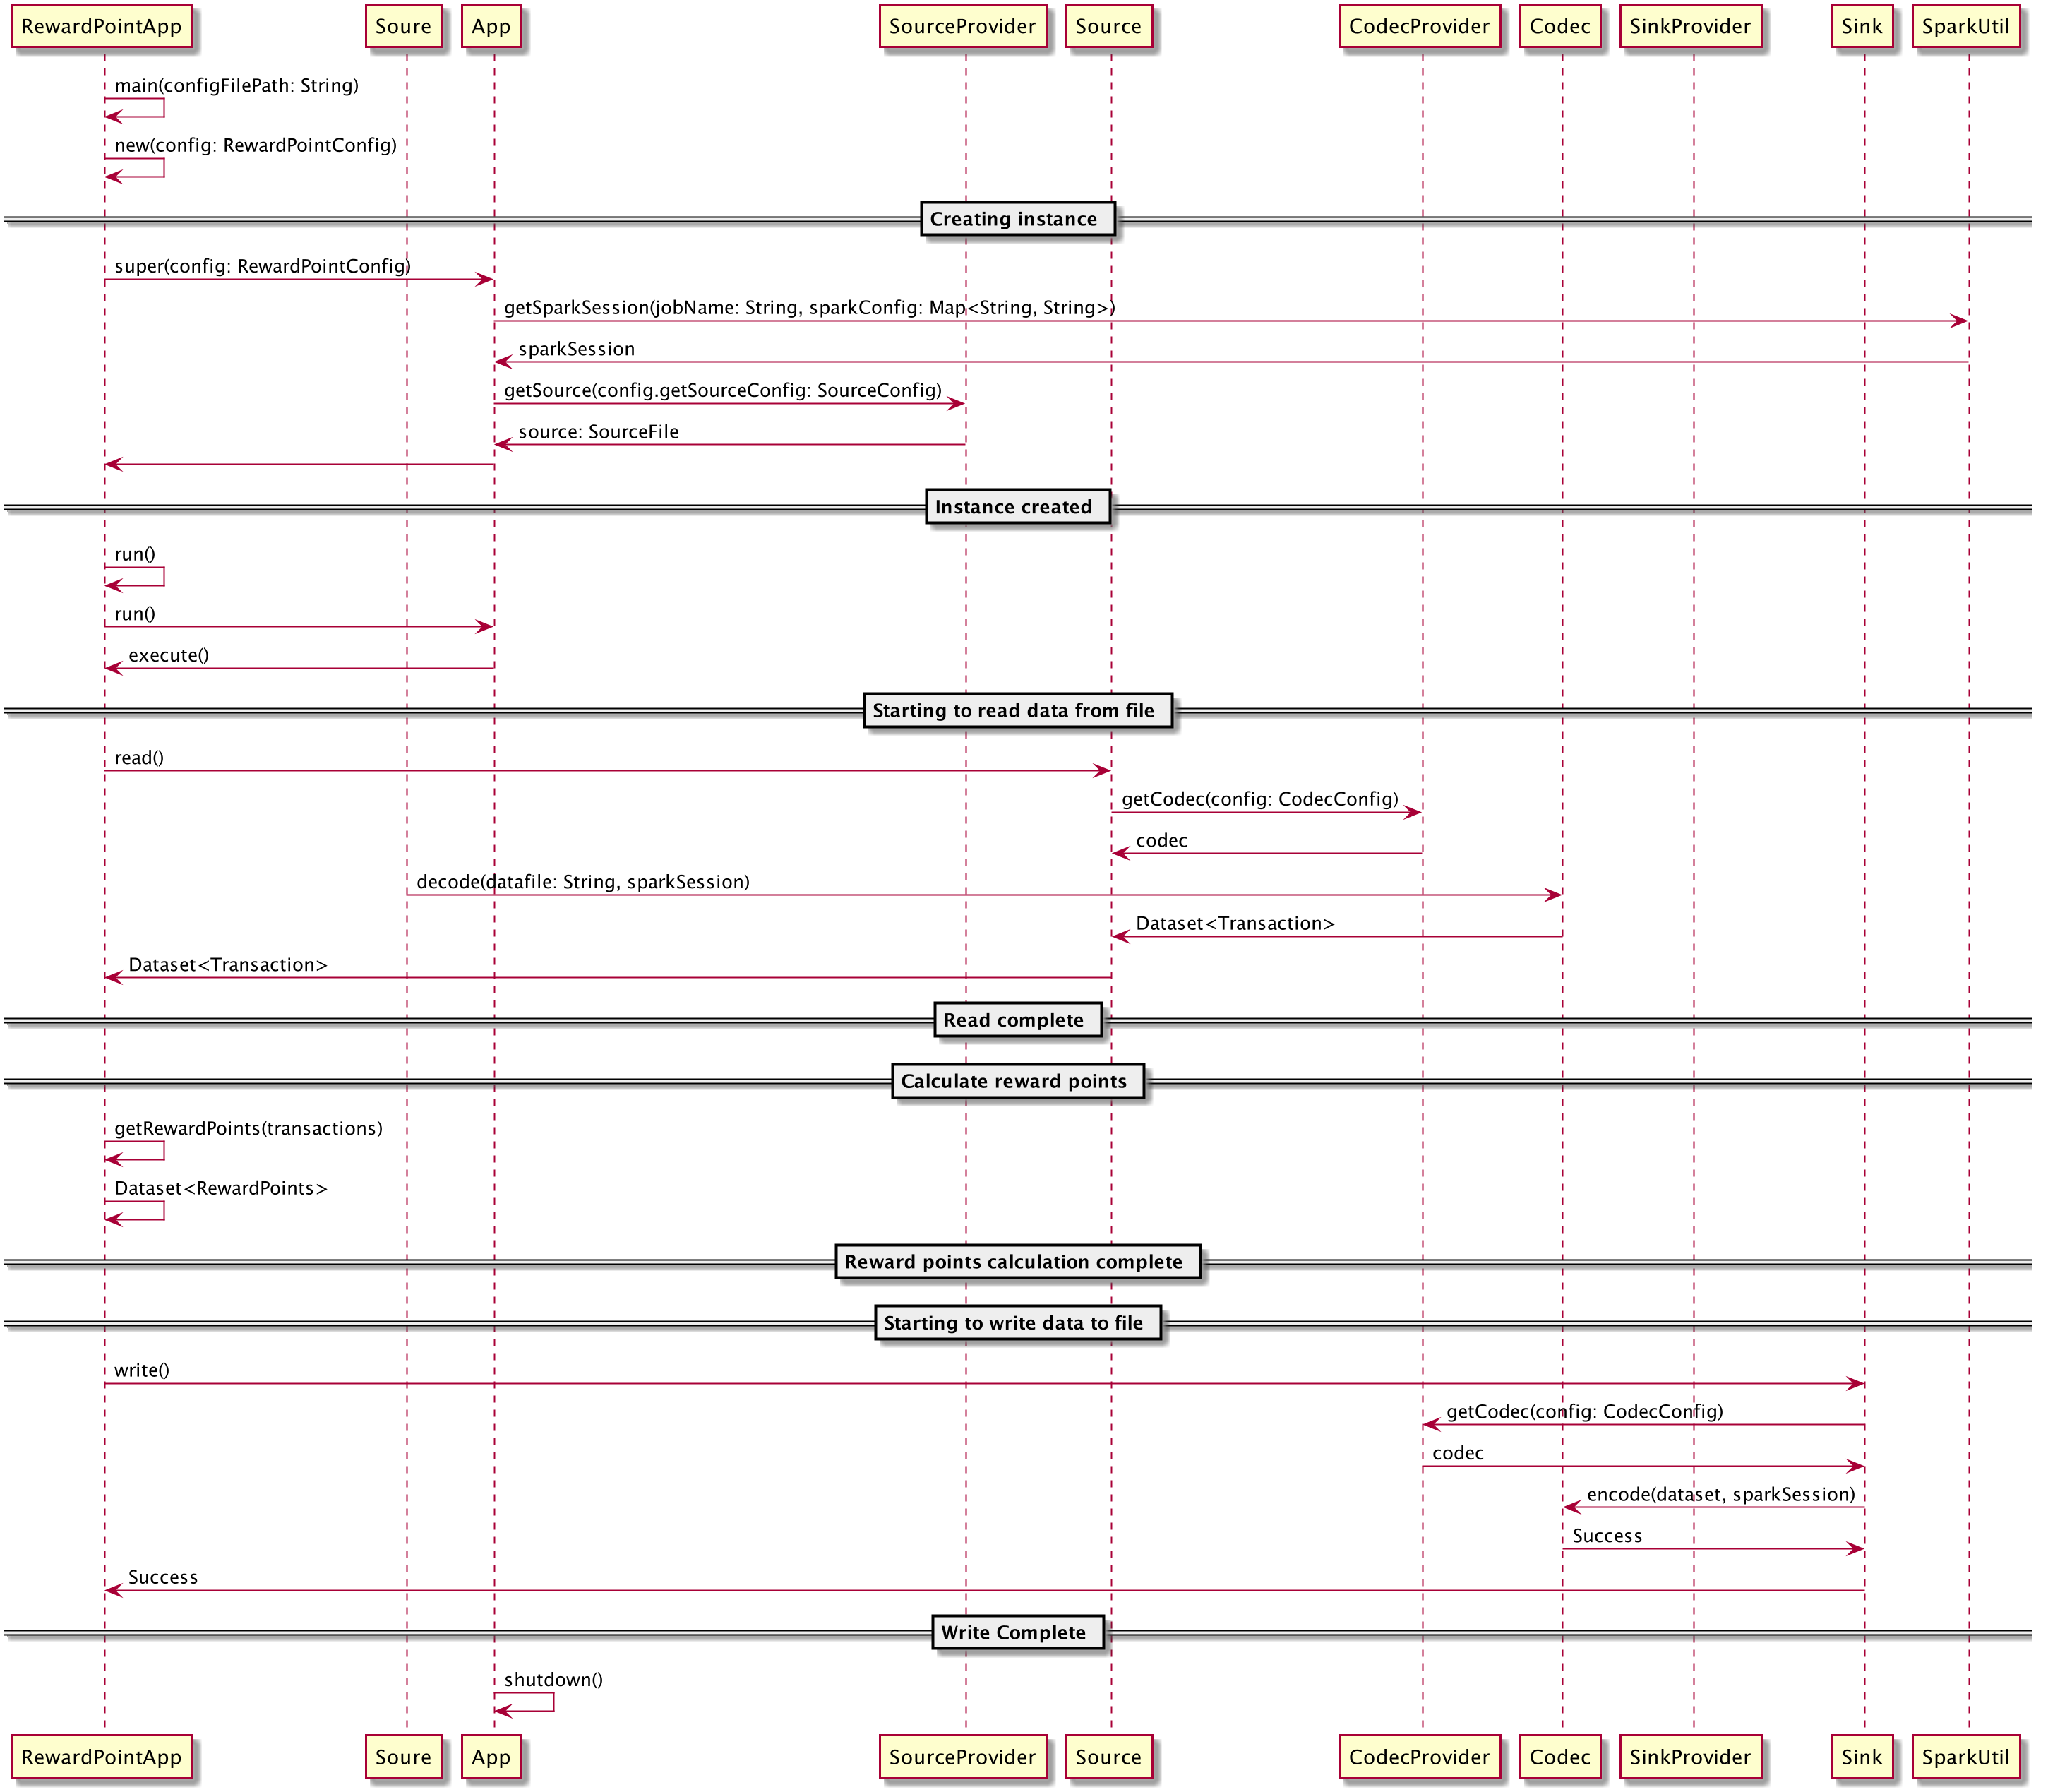 RewardPointApp
Soure
App
SourceProvider
Source
CodecProvider
Codec
SinkProvider
Sink
SparkUtil
main(configFilePath: String)
new(config: RewardPointConfig)
Creating instance
super(config: RewardPointConfig)
getSparkSession(jobName: String, sparkConfig: Map<String, String>)
sparkSession
getSource(config.getSourceConfig: SourceConfig)
source: SourceFile
Instance created
run()
run()
execute()
Starting to read data from file
read()
getCodec(config: CodecConfig)
codec
decode(datafile: String, sparkSession)
Dataset<Transaction>
Dataset<Transaction>
Read complete
Calculate reward points
getRewardPoints(transactions)
Dataset<RewardPoints>
Reward points calculation complete
Starting to write data to file
write()
getCodec(config: CodecConfig)
codec
encode(dataset, sparkSession)
Success
Success
Write Complete
shutdown()
RewardPointApp
Soure
App
SourceProvider
Source
CodecProvider
Codec
SinkProvider
Sink
SparkUtil